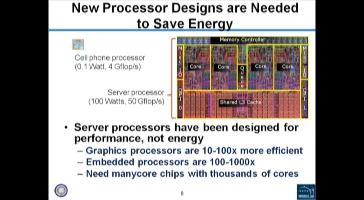 New Processor Designs are Needed
to Save Energy
Memory Controller
Cell phone processor
(0.1 Watt, 4 Gflop/s)
Core
Core
Core
Core
Server processor
(100 Watts, 50 Gflop/s)
Shared L3 Cache
• Server processors have been designed for
performance, not energy
– Graphics processors are 10-100x more efficient
– Embedded processors are 100-1000x
– Need manycore chips with thousands of cores
6